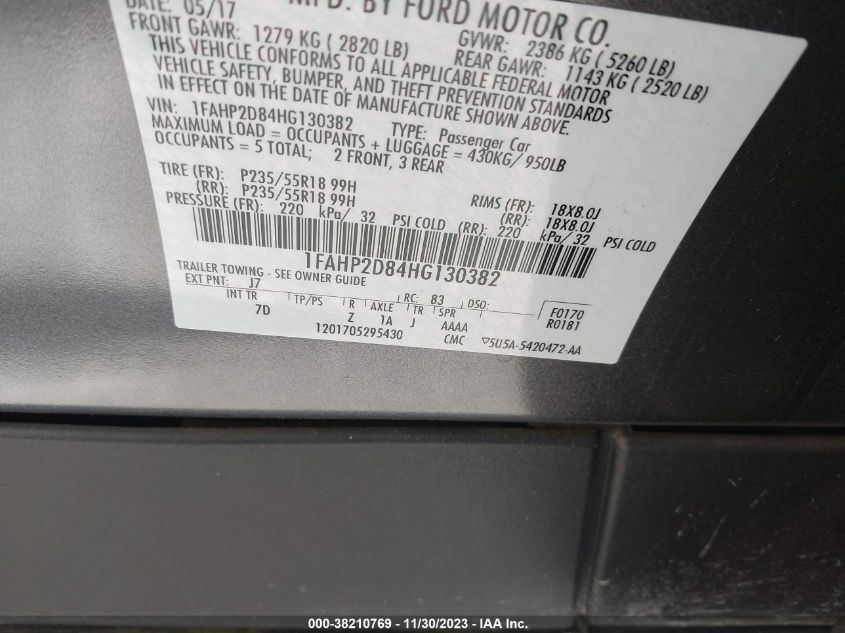 DATE: 05/17 MFD. BY FORD MOTOR CO.
FRONT GAWR: 1279 KG ( 2820 LB) GVWR: 2386 KG ( 5260 LB)
REAR GAWR: 1143 KG ( 2520 LB)
THIS VEHICLE CONFORMS TO ALL APPLICABLE FEDERAL MOTOR
VEHICLE SAFETY, BUMPER, AND THEFT PREVENTION STANDARDS
IN EFFECT ON THE DATE OF MANUFACTURE SHOWN ABOVE.
VIN: 1FAHP2D84HG130382 TYPE: Passenger Car
MAXIMUM LOAD = OCCUPANTS + LUGGAGE = 430KG/ 950LB
OCCUPANTS = 5 TOTAL; 2 FRONT, 3 REAR
TIRE (FR): P235/55R18 99H RIMS (FR): 18X8.0J
(RR): P235/55R18 99H (RR): 18X8.0J
PRESSURE (FR): 220 kPa/ 32 PSI COLD (RR): 220 kPa/ 32 PSI COLD
1FAHP2D84HG130382
TRAILER TOWING - SEE OWNER GUIDE
EXT PNT: J7 RC: 83 DSO:
INT TR TP/PS R AXLE TR SPR F0170
7D Z 1A J AAAA R0181
1201705295430 CMC ▽5U5A-5420472-AA
000-38210769 - 11/30/2023 - IAA Inc.